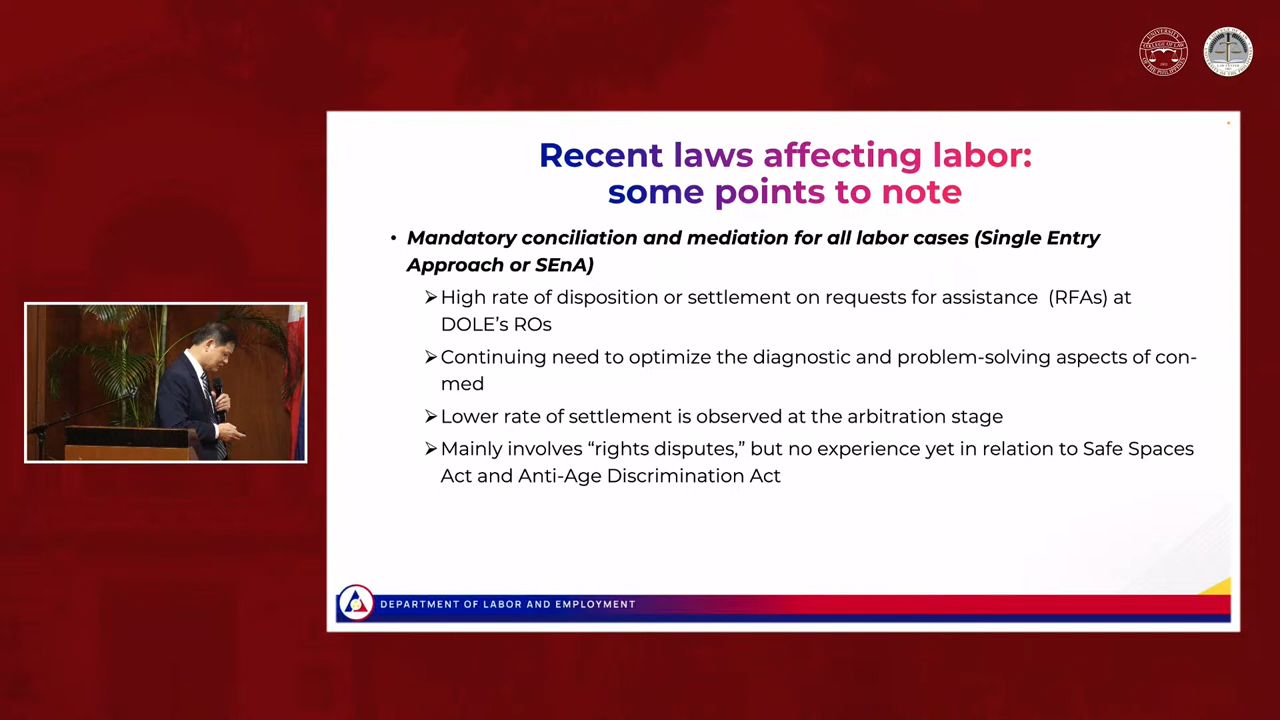 Recent laws affecting labor:
some points to note
• Mandatory conciliation and mediation for all labor cases (Single Entry
Approach or SEnA)
➢High rate of disposition or settlement on requests for assistance (RFAs) at
DOLE's ROs
➢Continuing need to optimize the diagnostic and problem-solving aspects of con-
med
➢Lower rate of settlement is observed at the arbitration stage
➢Mainly involves “rights disputes,” but no experience yet in relation to Safe Spaces
Act and Anti-Age Discrimination Act
DEPARTMENT OF LABOR AND EMPLOYMENT